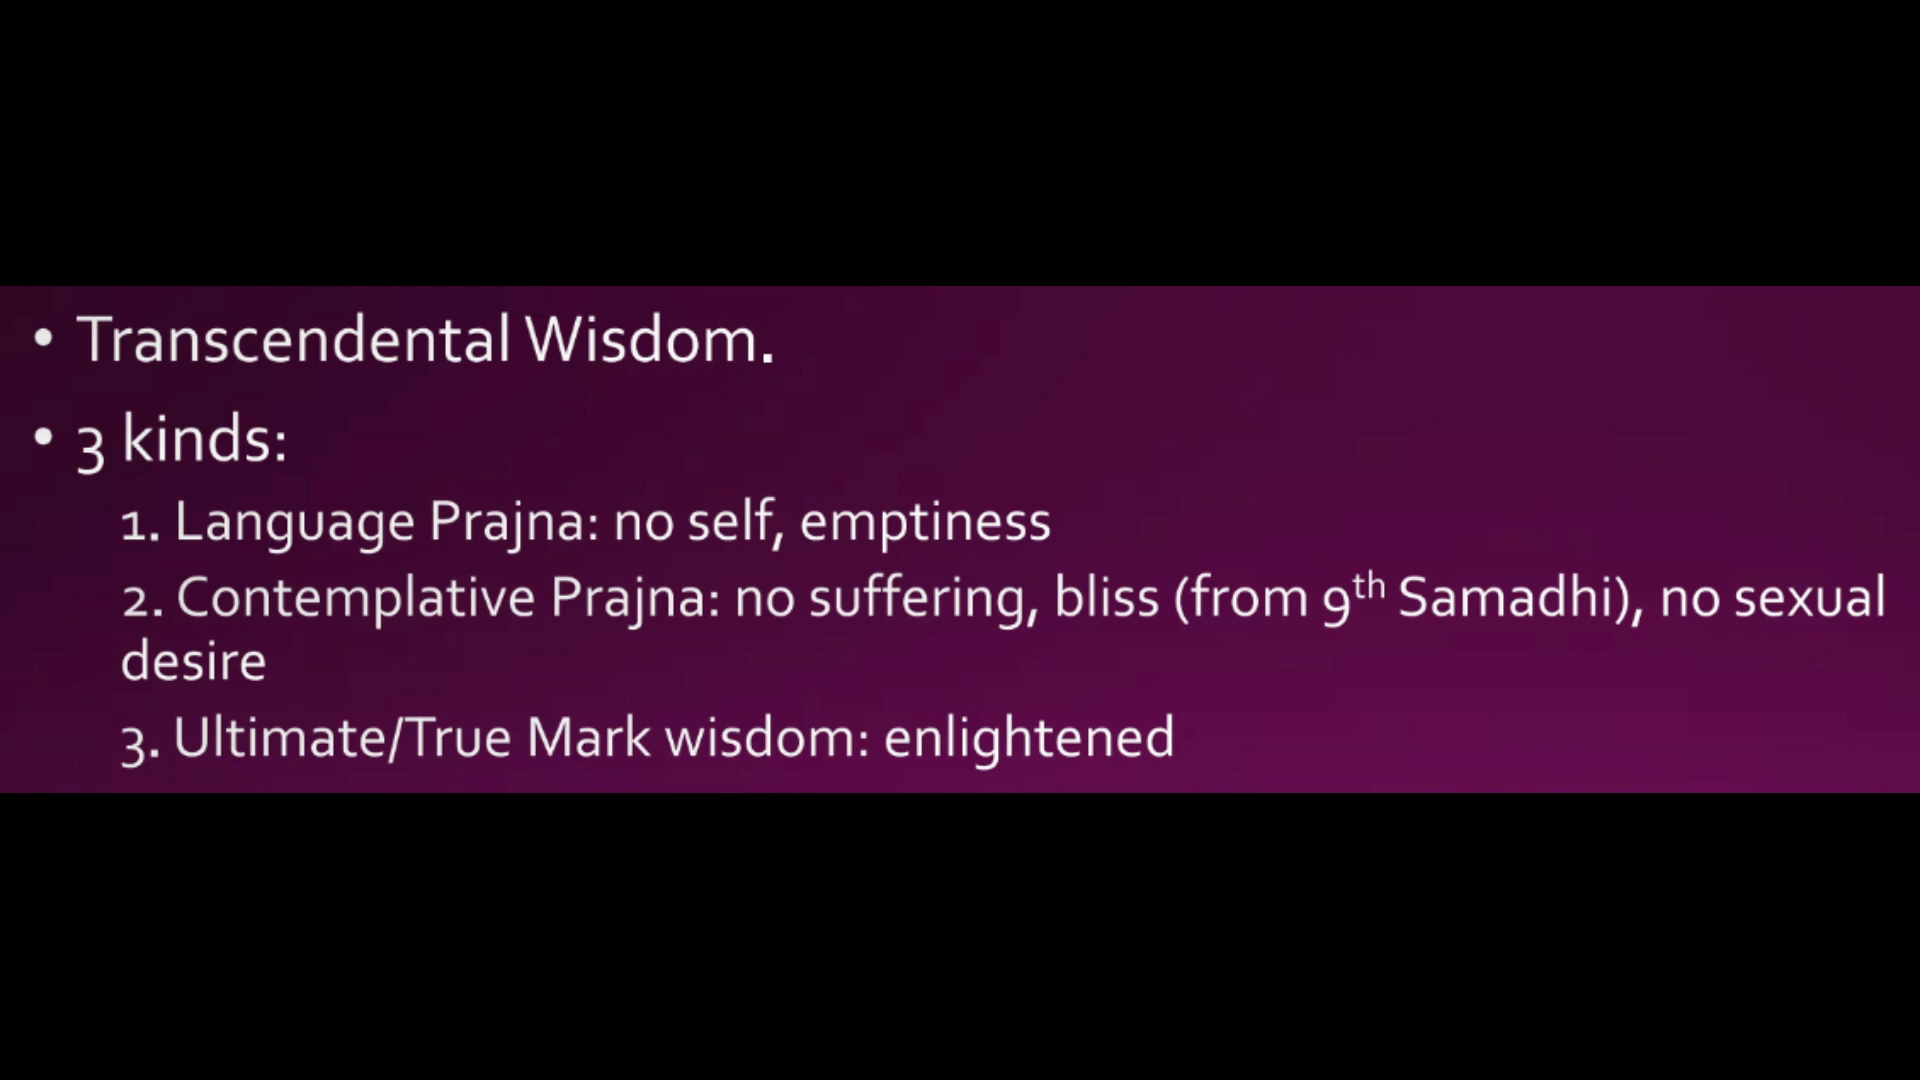 • Transcendental Wisdom.
• 3 kinds:
1. Language Prajna: no self, emptiness
2. Contemplative Prajna: no suffering, bliss (from 9th Samadhi), no sexual
desire
3. Ultimate/True Mark wisdom: enlightened